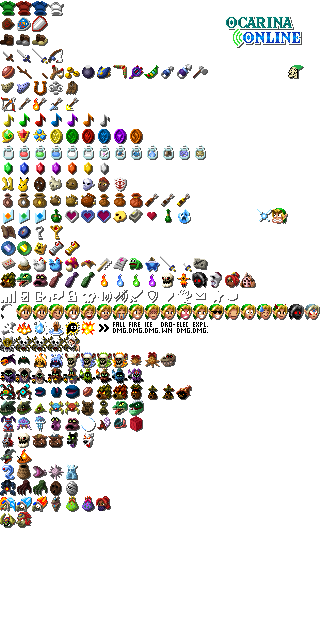 OCARINA
ONLINE
FALL FIRE ICE DRO- ELEC EXPL.
DMG. DMG. DMG. WN DMG. DMG.